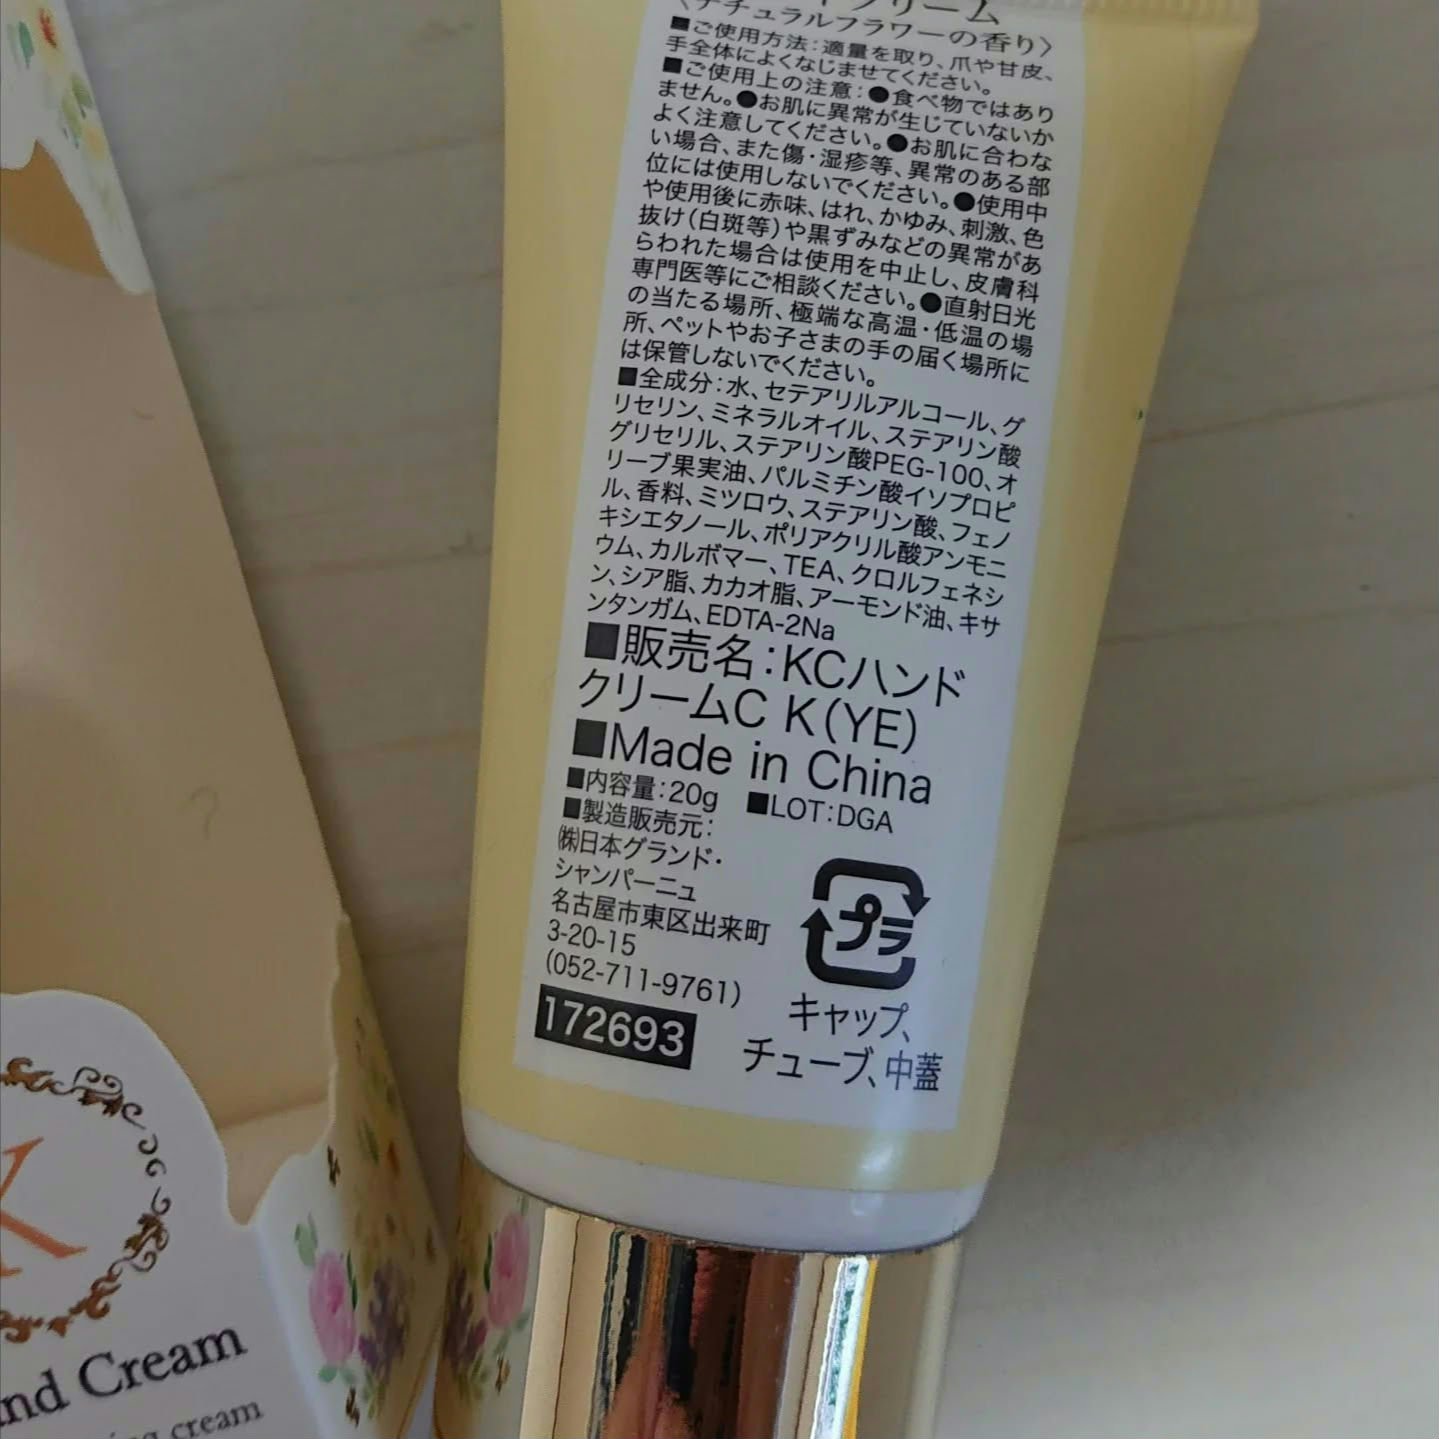 クリーム
〈ナチュラルフラワーの香り〉
■ご使用方法:適量を取り、爪や甘皮、
手全体によくなじませてください。
■ご使用上の注意:●食べ物ではあり
ません。●お肌に異常が生じていないか
よく注意してください。●お肌に合わな
い場合、また傷・湿疹等、異常のある部
位には使用しないでください。●使用中
や使用後に赤味、はれ、かゆみ、刺激、色
抜け(白斑等)や黒ずみなどの異常があ
らわれた場合は使用を中止し、皮膚科
専門医等にご相談ください。●直射日光
の当たる場所、極端な高温・低温の場
所、ペットやお子さまの手の届く場所に
は保管しないでください。
■全成分:水、セテアリルアルコール、グ
リセリン、ミネラルオイル、ステアリン酸
グリセリル、ステアリン酸PEG-100、オ
リーブ果実油、パルミチン酸イソプロピ
ル、香料、ミツロウ、ステアリン酸、フェノ
キシエタノール、ポリアクリル酸アンモニ
ウム、カルボマー、TEA、クロルフェネシ
ン、シア脂、カカオ脂、アーモンド油、キサ
ンタンガム、EDTA-2Na
■販売名:KCハンド
クリームC K(YE)
■Made in China
■内容量:20g ■LOT:DGA
■製造販売元:
㈱日本グランド・
シャンパーニュ
名古屋市東区出来町
3-20-15
(052-711-9761)
172693
プラ
キャップ、
チューブ、中蓋
K
nd Cream
cream